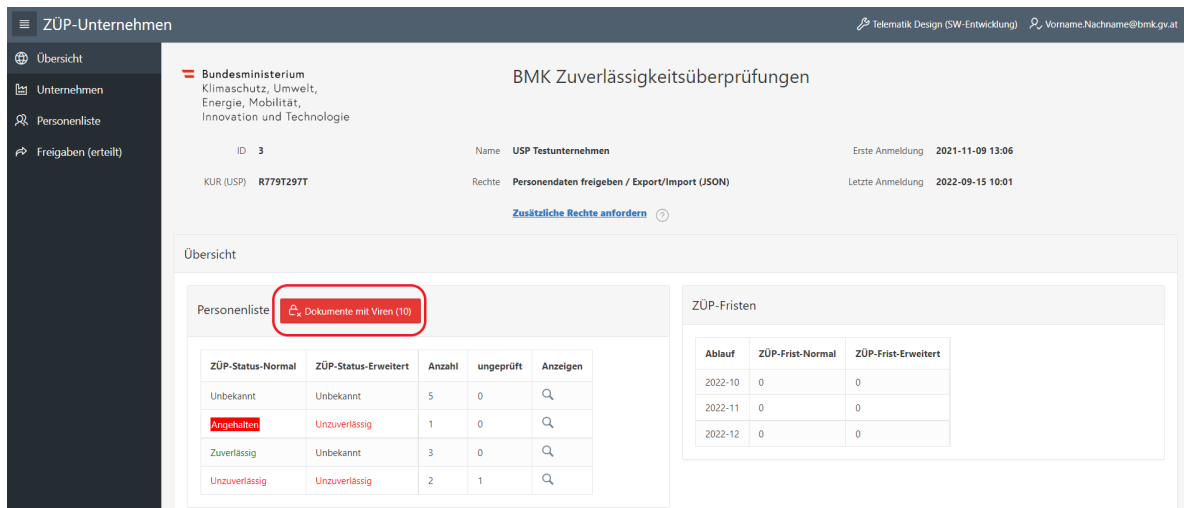 ZÜP-Unternehmen
Telematik Design (SW-Entwicklung) Vorname.Nachname@bmk.gv.at
Übersicht
Unternehmen
Personenliste
Freigaben (erteilt)
Bundesministerium
Klimaschutz, Umwelt,
Energie, Mobilität,
Innovation und Technologie
BMK Zuverlässigkeitsüberprüfungen
ID 3 Name USP Testunternehmen Erste Anmeldung 2021-11-09 13:06
KUR (USP) R779T297T Rechte Personendaten freigeben / Export/Import (JSON) Letzte Anmeldung 2022-09-15 10:01
Zusätzliche Rechte anfordern ?
Übersicht
Personenliste Dokumente mit Viren (10)
ZÜP-Status-Normal ZÜP-Status-Erweitert Anzahl ungeprüft Anzeigen
Unbekannt Unbekannt 5 0
Angehalten Unzuverlässig 1 0
Zuverlässig Unbekannt 3 0
Unzuverlässig Unzuverlässig 2 1
ZÜP-Fristen
Ablauf ZÜP-Frist-Normal ZÜP-Frist-Erweitert
2022-10 0 0
2022-11 0 0
2022-12 0 0